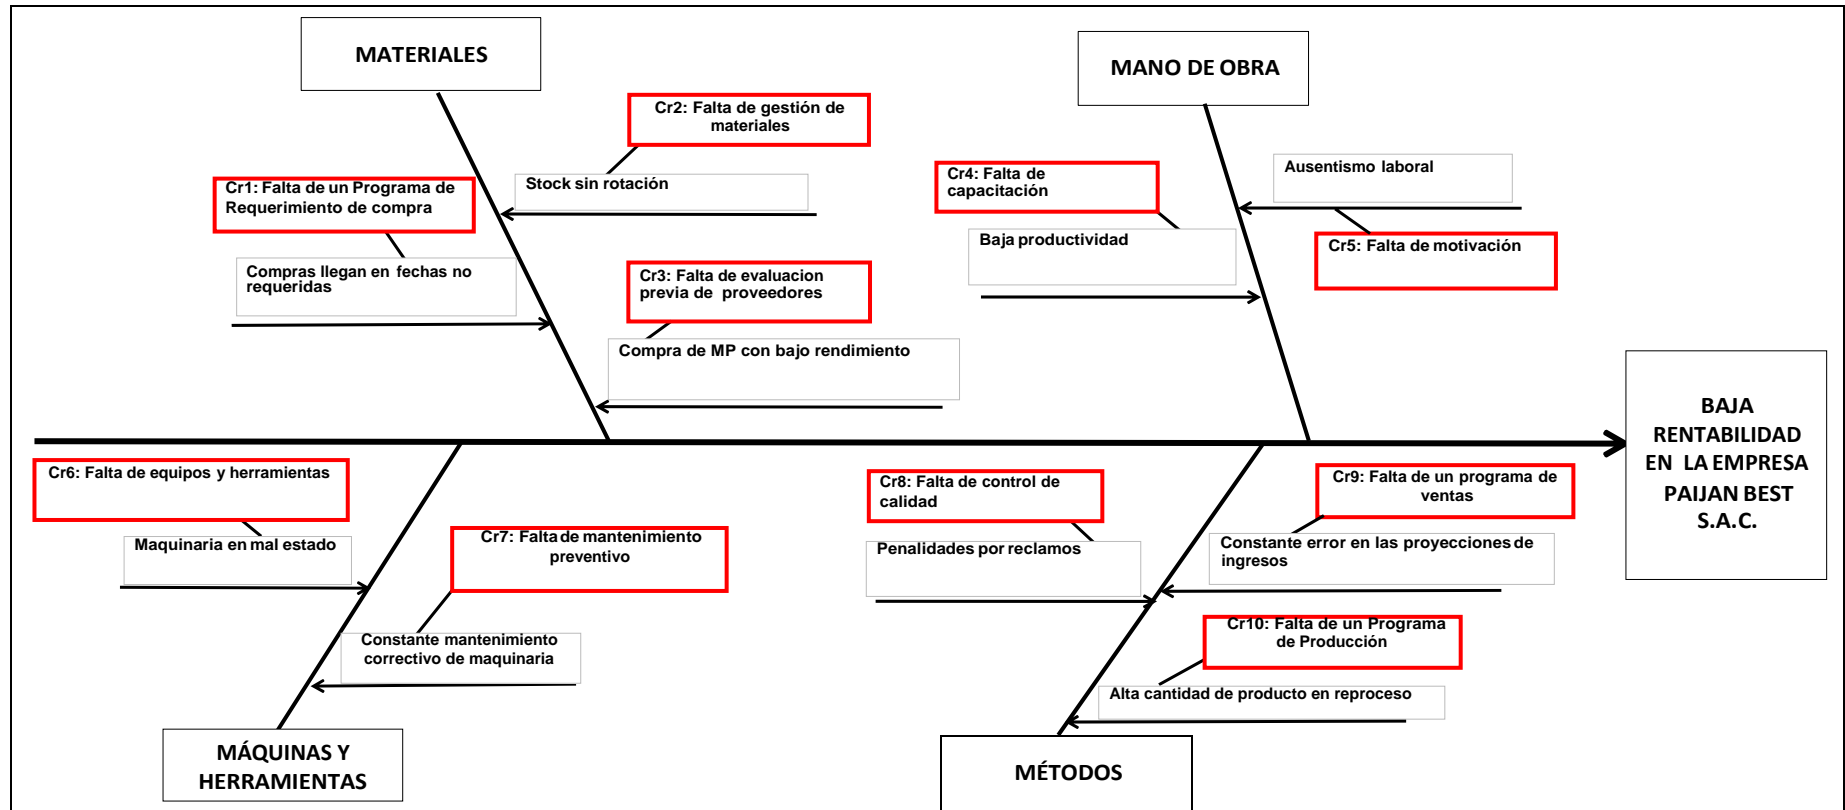 MATERIALES
MANO DE OBRA
Cr2: Falta de gestión de
materiales
Cr1: Falta de un Programa de
Requerimiento de compra
Stock sin rotación
Compras llegan en fechas no
requeridas
Cr3: Falta de evaluacion
previa de proveedores
Compra de MP con bajo rendimiento
Cr4: Falta de
capacitación
Baja productividad
Ausentismo laboral
Cr5: Falta de motivación
BAJA
RENTABILIDAD
EN LA EMPRESA
PAIJAN BEST
S.A.C.
Cr6: Falta de equipos y herramientas
Maquinaria en mal estado
Cr7: Falta de mantenimiento
preventivo
Constante mantenimiento
correctivo de maquinaria
Cr8: Falta de control de
calidad
Penalidades por reclamos
Cr9: Falta de un programa de
ventas
Constante error en las proyecciones de
ingresos
Cr10: Falta de un Programa
de Producción
Alta cantidad de producto en reproceso
MÁQUINAS Y
HERRAMIENTAS
MÉTODOS